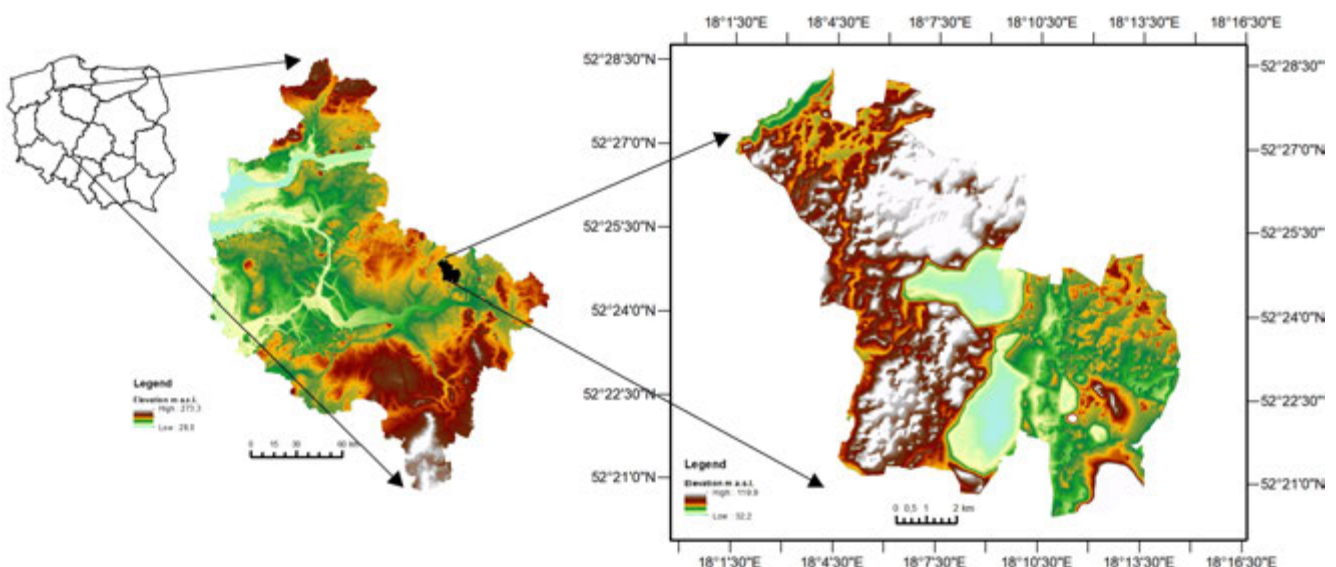 18°1'30"E 18°4'30"E 18°7'30"E 18°10'30"E 18°13'30"E 18°16'30"E
52°28'30"N 52°28'30"N
52°27'0"N 52°27'0"N
52°25'30"N 52°25'30"N
52°24'0"N 52°24'0"N
52°22'30"N 52°22'30"N
52°21'0"N 52°21'0"N
Legend
Elevation m a.s.l.
High : 273.3
Low : 28.0
0 15 30 60 km
Legend
Elevation m a.s.l.
High : 119.9
Low : 32.2
0 0,5 1 2 km
18°1'30"E 18°4'30"E 18°7'30"E 18°10'30"E 18°13'30"E 18°16'30"E